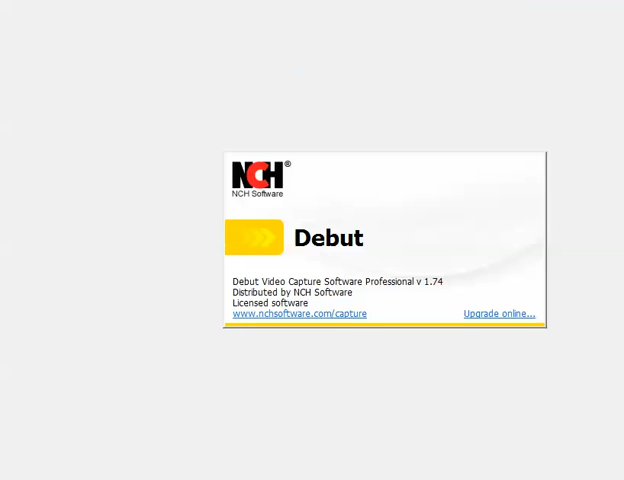 NCH®
NCH Software
Debut
Debut Video Capture Software Professional v 1.74
Distributed by NCH Software
Licensed software
www.nchsoftware.com/capture
Upgrade online...